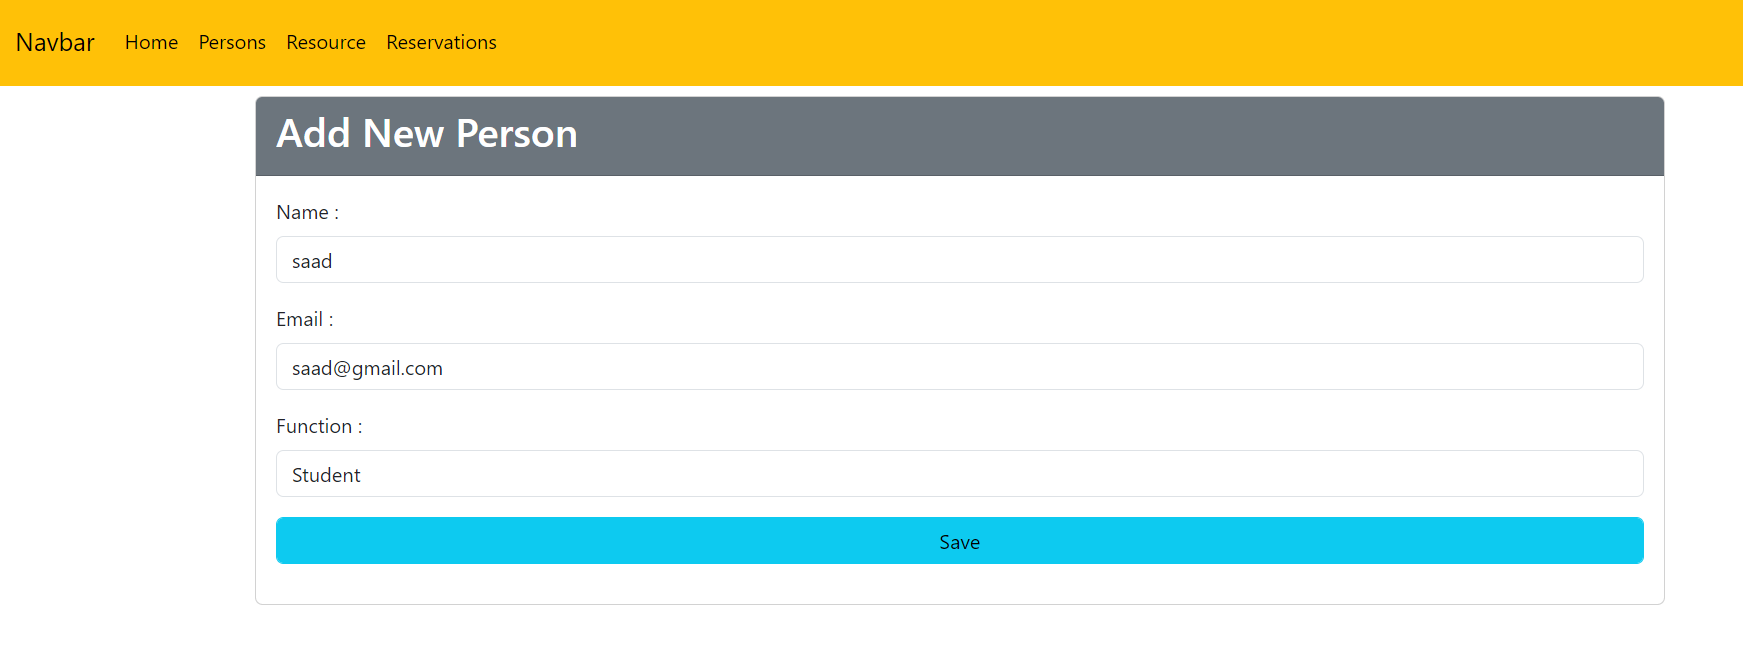 Navbar Home Persons Resource Reservations
Add New Person
Name :
saad
Email :
saad@gmail.com
Function :
Student
Save